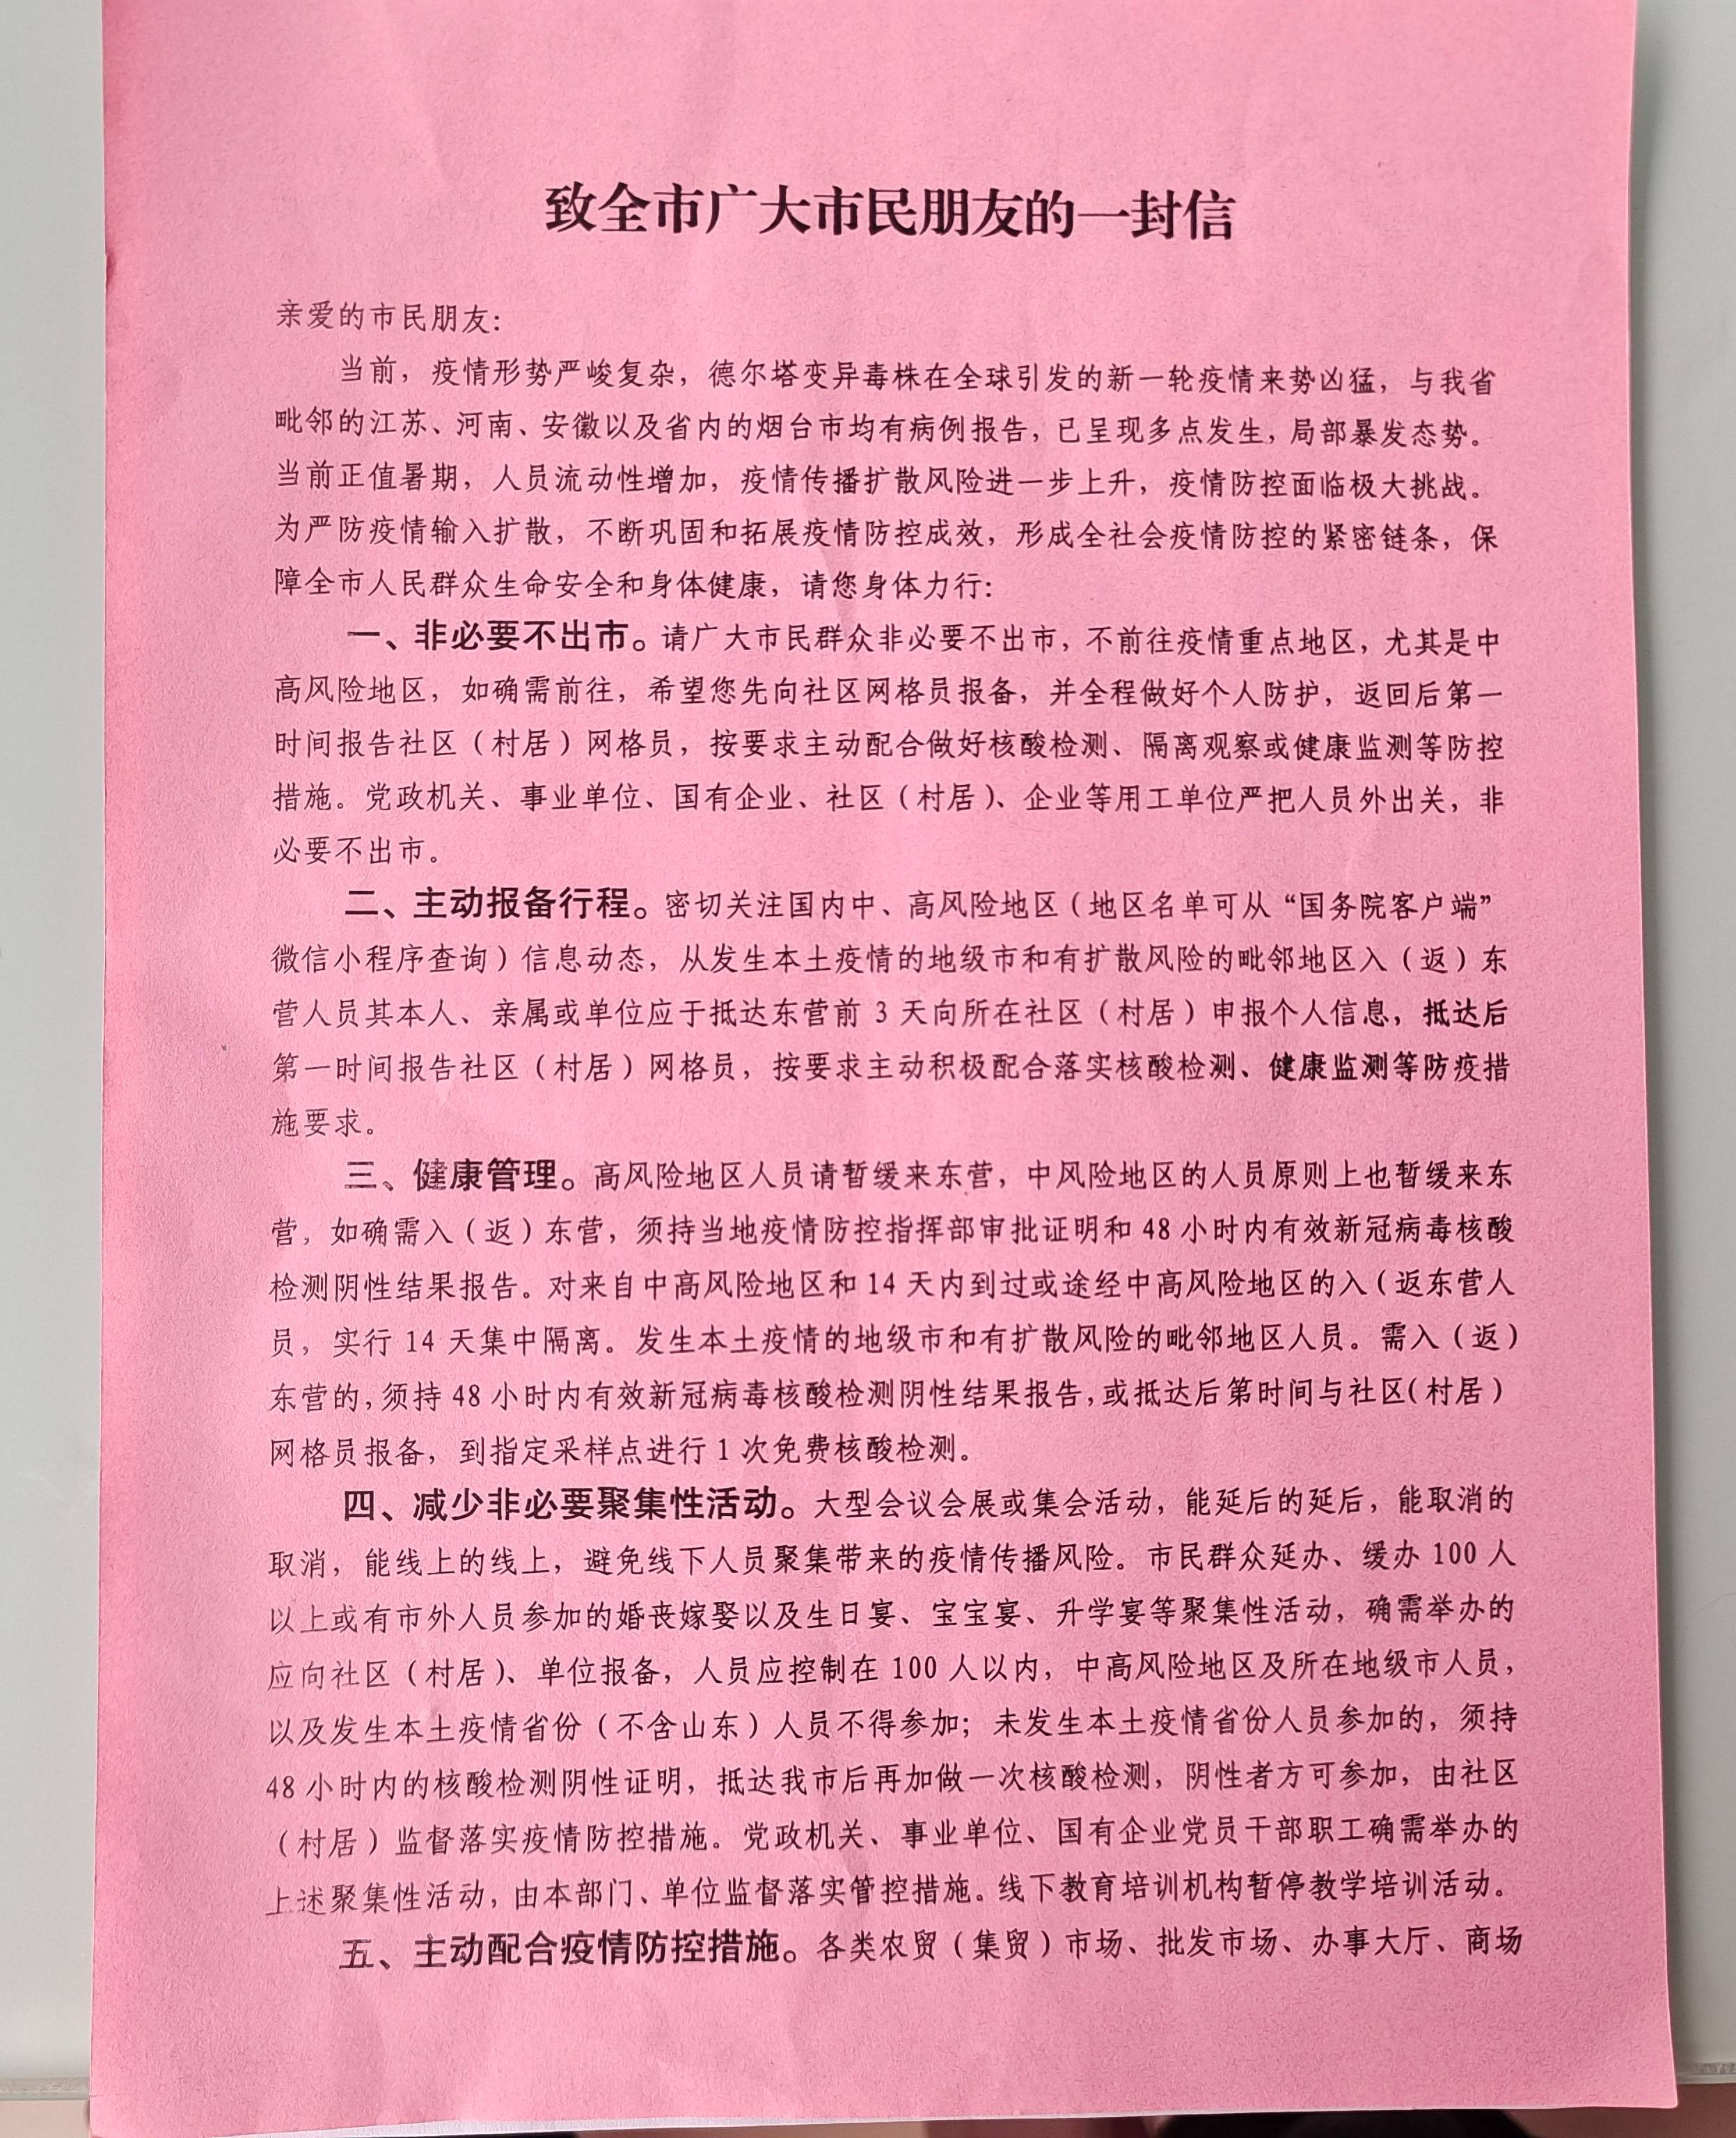 致全市广大市民朋友的一封信
亲爱的市民朋友：
当前，疫情形势严峻复杂，德尔塔变异毒株在全球引发的新一轮疫情来势凶猛，与我省
毗邻的江苏、河南、安徽以及省内的烟台市均有病例报告，已呈现多点发生，局部暴发态势。
当前正值暑期，人员流动性增加，疫情传播扩散风险进一步上升，疫情防控面临极大挑战。
为严防疫情输入扩散，不断巩固和拓展疫情防控成效，形成全社会疫情防控的紧密链条，保
障全市人民群众生命安全和身体健康，请您身体力行：
一、非必要不出市。请广大市民群众非必要不出市，不前往疫情重点地区，尤其是中
高风险地区，如确需前往，希望您先向社区网格员报备，并全程做好个人防护，返回后第一
时间报告社区（村居）网格员，按要求主动配合做好核酸检测、隔离观察或健康监测等防控
措施。党政机关、事业单位、国有企业、社区（村居）、企业等用工单位严把人员外出关，非
必要不出市。
二、主动报备行程。密切关注国内中、高风险地区（地区名单可从“国务院客户端”
微信小程序查询）信息动态，从发生本土疫情的地级市和有扩散风险的毗邻地区入（返）东
营人员其本人、亲属或单位应于抵达东营前 3 天向所在社区（村居）申报个人信息，抵达后
第一时间报告社区（村居）网格员，按要求主动积极配合落实核酸检测、健康监测等防疫措
施要求。
三、健康管理。高风险地区人员请暂缓来东营，中风险地区的人员原则上也暂缓来东
营，如确需入（返）东营，须持当地疫情防控指挥部审批证明和 48 小时内有效新冠病毒核酸
检测阴性结果报告。对来自中高风险地区和 14 天内到过或途经中高风险地区的入（返东营人
员，实行 14 天集中隔离。发生本土疫情的地级市和有扩散风险的毗邻地区人员。需入（返）
东营的，须持 48 小时内有效新冠病毒核酸检测阴性结果报告，或抵达后第时间与社区（村居）
网格员报备，到指定采样点进行 1 次免费核酸检测。
四、减少非必要聚集性活动。大型会议会展或集会活动，能延后的延后，能取消的
取消，能线上的线上，避免线下人员聚集带来的疫情传播风险。市民群众延办、缓办 100 人
以上或有市外人员参加的婚丧嫁娶以及生日宴、宝宝宴、升学宴等聚集性活动，确需举办的
应向社区（村居）、单位报备，人员应控制在 100 人以内，中高风险地区及所在地级市人员，
以及发生本土疫情省份（不含山东）人员不得参加；未发生本土疫情省份人员参加的，须持
48 小时内的核酸检测阴性证明，抵达我市后再加做一次核酸检测，阴性者方可参加，由社区
（村居）监督落实疫情防控措施。党政机关、事业单位、国有企业党员干部职工确需举办的
上述聚集性活动，由本部门、单位监督落实管控措施。线下教育培训机构暂停教学培训活动。
五、主动配合疫情防控措施。各类农贸（集贸）市场、批发市场、办事大厅、商场